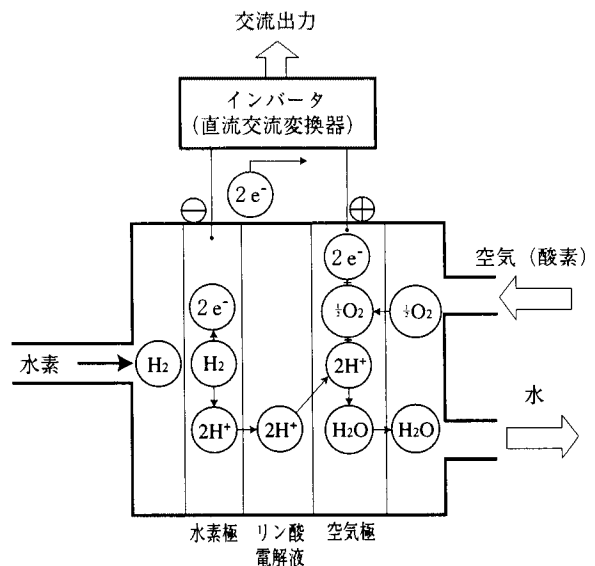 交流出力
インバータ
(直流交流変換器)
2e⁻
⊖
⊕
2e⁻
空気 (酸素)
2e⁻
½O₂
½O₂
水素
H₂
H₂
2H⁺
水
2H⁺
2H⁺
H₂O
H₂O
水素極
リン酸
電解液
空気極